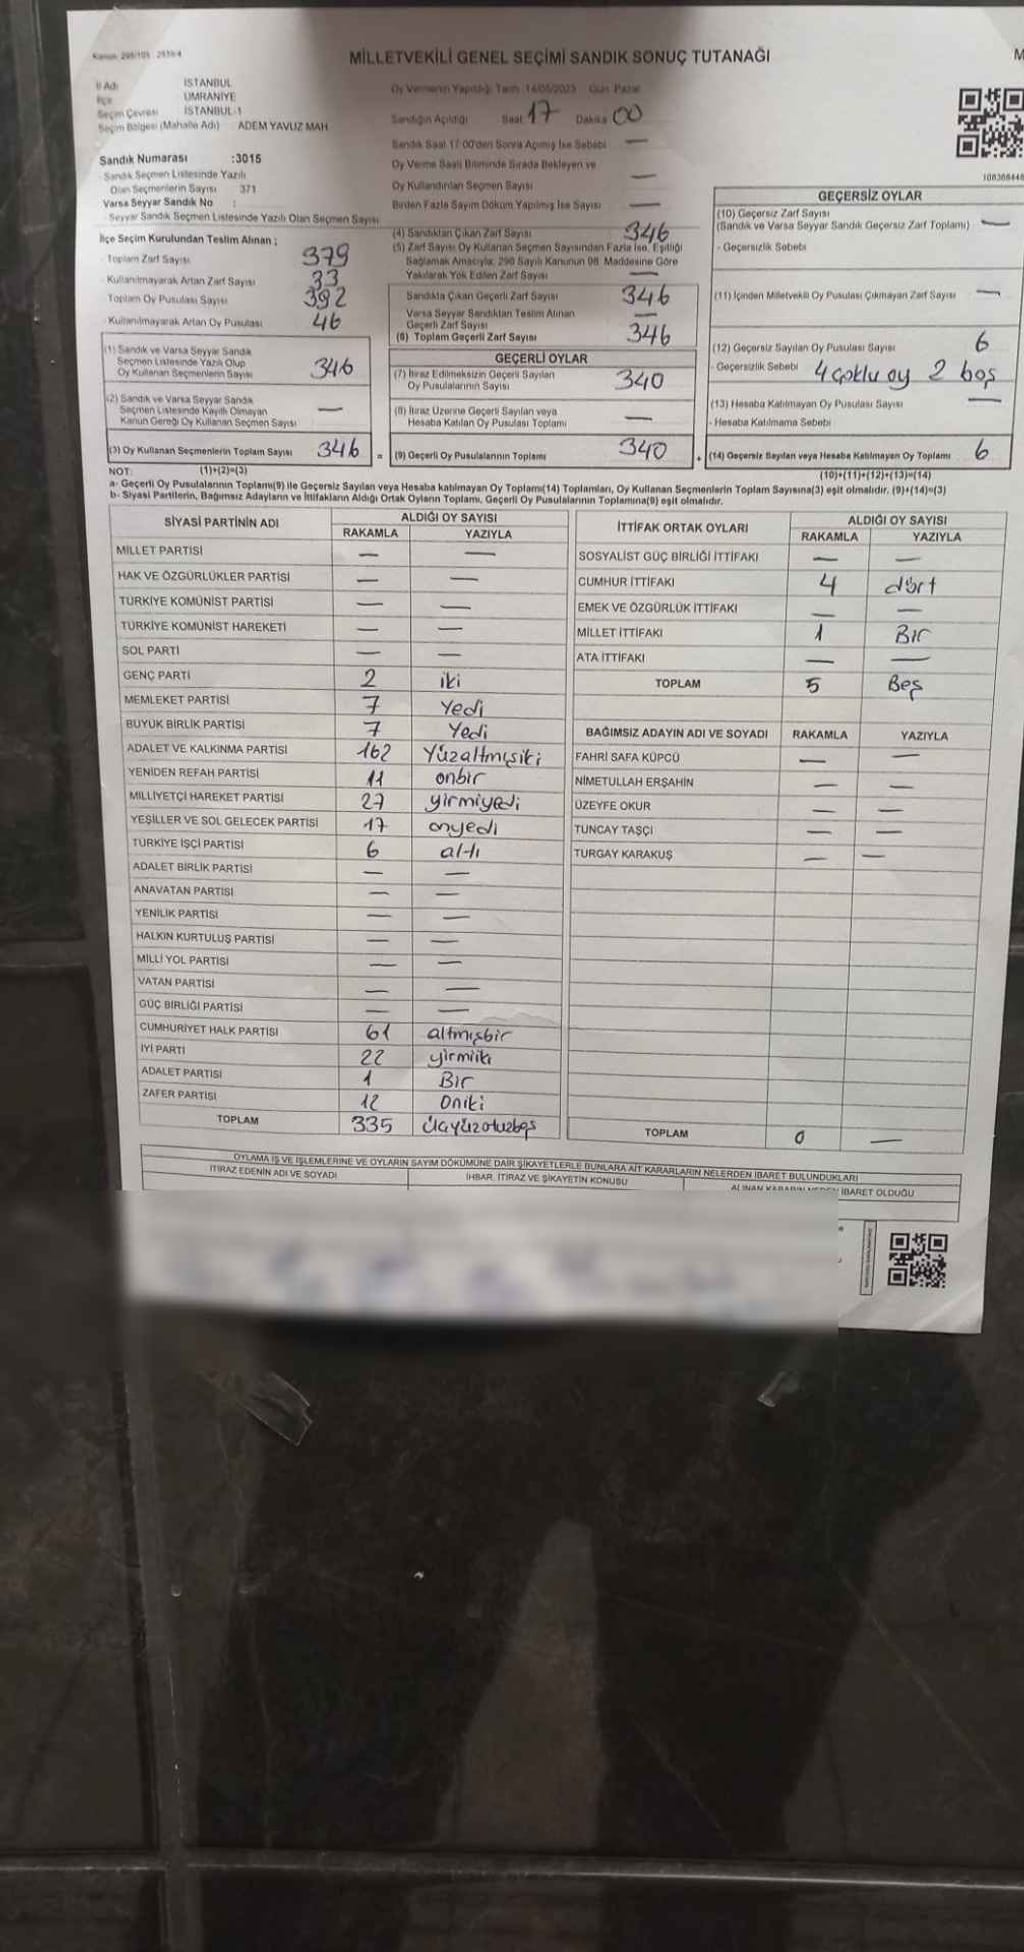 Kanun: 298/105 - 2839/4
MİLLETVEKİLİ GENEL SEÇİMİ SANDIK SONUÇ TUTANAĞI
M
İl Adı İSTANBUL
İlçe ÜMRANİYE
Seçim Çevresi İSTANBUL-1
Seçim Bölgesi (Mahalle Adı) ADEM YAVUZ MAH
Sandık Numarası :3015
Sandık Seçmen Listesinde Yazılı
Olan Seçmenlerin Sayısı 371
Varsa Seyyar Sandık No :
Seyyar Sandık Seçmen Listesinde Yazılı Olan Seçmen Sayısı
Oy Vermenin Yapıldığı Tarih :14/05/2023 Gün: Pazar
Sandığın Açıldığı Saat 17 Dakika 00
Sandık Saat 17:00'den Sonra Açılmış İse Sebebi —
Oy Verme Saati Bitiminde Sırada Bekleyen ve
Oy Kullandırılan Seçmen Sayısı —
Birden Fazla Sayım Döküm Yapılmış İse Sayısı —
İlçe Seçim Kurulundan Teslim Alınan ;
- Toplam Zarf Sayısı 379
- Kullanılmayarak Artan Zarf Sayısı 33
- Toplam Oy Pusulası Sayısı 392
- Kullanılmayarak Artan Oy Pusulası 46
(4) Sandıktan Çıkan Zarf Sayısı 346
(5) Zarf Sayısı Oy Kullanan Seçmen Sayısından Fazla İse, Eşitliği
Sağlamak Amacıyla, 298 Sayılı Kanunun 98. Maddesine Göre
Yakılarak Yok Edilen Zarf Sayısı —
Sandıkta Çıkan Geçerli Zarf Sayısı 346
Varsa Seyyar Sandıktan Teslim Alınan
Geçerli Zarf Sayısı —
(6) Toplam Geçerli Zarf Sayısı 346
GEÇERSİZ OYLAR
(10) Geçersiz Zarf Sayısı
(Sandık ve Varsa Seyyar Sandık Geçersiz Zarf Toplamı) —
- Geçersizlik Sebebi
(11) İçinden Milletvekili Oy Pusulası Çıkmayan Zarf Sayısı —
(12) Geçersiz Sayılan Oy Pusulası Sayısı 6
- Geçersizlik Sebebi 4 çoklu oy 2 boş
(13) Hesaba Katılmayan Oy Pusulası Sayısı —
- Hesaba Katılmama Sebebi
(14) Geçersiz Sayılan veya Hesaba Katılmayan Oy Toplamı 6
(10)+(11)+(12)+(13)=(14)
(1) Sandık ve Varsa Seyyar Sandık
Seçmen Listesinde Yazılı Olup
Oy Kullanan Seçmenlerin Sayısı 346
(2) Sandık ve Varsa Seyyar Sandık
Seçmen Listesinde Kayıtlı Olmayan
Kanun Gereği Oy Kullanan Seçmen Sayısı —
(3) Oy Kullanan Seçmenlerin Toplam Sayısı 346 =
(1)+(2)=(3)
GEÇERLİ OYLAR
(7) İtiraz Edilmeksizin Geçerli Sayılan
Oy Pusulalarının Sayısı 340
(8) İtiraz Üzerine Geçerli Sayılan veya
Hesaba Katılan Oy Pusulası Toplamı —
(9) Geçerli Oy Pusulalarının Toplamı 340 +
NOT:
a- Geçerli Oy Pusulalarının Toplamı(9) ile Geçersiz Sayılan veya Hesaba katılmayan Oy Toplamı(14) Toplamları, Oy Kullanan Seçmenlerin Toplam Sayısına(3) eşit olmalıdır. (9)+(14)=(3)
b- Siyasi Partilerin, Bağımsız Adayların ve İttifakların Aldığı Ortak Oyların Toplamı, Geçerli Oy Pusulalarının Toplamına(9) eşit olmalıdır.
SİYASİ PARTİNİN ADI ALDIĞI OY SAYISI
RAKAMLA YAZIYLA
MİLLET PARTİSİ — —
HAK VE ÖZGÜRLÜKLER PARTİSİ — —
TÜRKİYE KOMÜNİST PARTİSİ — —
TÜRKİYE KOMÜNİST HAREKETİ — —
SOL PARTİ — —
GENÇ PARTİ 2 iki
MEMLEKET PARTİSİ 7 Yedi
BÜYÜK BİRLİK PARTİSİ 7 Yedi
ADALET VE KALKINMA PARTİSİ 162 Yüzaltmışiki
YENİDEN REFAH PARTİSİ 11 onbir
MİLLİYETÇİ HAREKET PARTİSİ 27 yirmiyedi
YEŞİLLER VE SOL GELECEK PARTİSİ 17 onyedi
TÜRKİYE İŞÇİ PARTİSİ 6 altı
ADALET BİRLİK PARTİSİ — —
ANAVATAN PARTİSİ — —
YENİLİK PARTİSİ — —
HALKIN KURTULUŞ PARTİSİ — —
MİLLİ YOL PARTİSİ — —
VATAN PARTİSİ — —
GÜÇ BİRLİĞİ PARTİSİ — —
CUMHURİYET HALK PARTİSİ 61 altmışbir
İYİ PARTİ 22 yirmiiki
ADALET PARTİSİ 1 Bir
ZAFER PARTİSİ 12 Oniki
TOPLAM 335 Üçyüzotuzbeş
İTTİFAK ORTAK OYLARI ALDIĞI OY SAYISI
RAKAMLA YAZIYLA
SOSYALİST GÜÇ BİRLİĞİ İTTİFAKI — —
CUMHUR İTTİFAKI 4 dört
EMEK VE ÖZGÜRLÜK İTTİFAKI — —
MİLLET İTTİFAKI 1 Bir
ATA İTTİFAKI — —
TOPLAM 5 Beş
BAĞIMSIZ ADAYIN ADI VE SOYADI RAKAMLA YAZIYLA
FAHRİ SAFA KÜPCÜ — —
NİMETULLAH ERŞAHİN — —
ÜZEYFE OKUR — —
TUNCAY TAŞÇİ — —
TURGAY KARAKUŞ — —
TOPLAM 0 —
OYLAMA İŞ VE İŞLEMLERİNE VE OYLARIN SAYIM DÖKÜMÜNE DAİR ŞİKAYETLERLE BUNLARA AİT KARARLARIN NELERDEN İBARET BULUNDUKLARI
İTİRAZ EDENİN ADI VE SOYADI İHBAR, İTİRAZ VE ŞİKAYETİN KONUSU ALINAN KARARIN NEDEN İBARET OLDUĞU